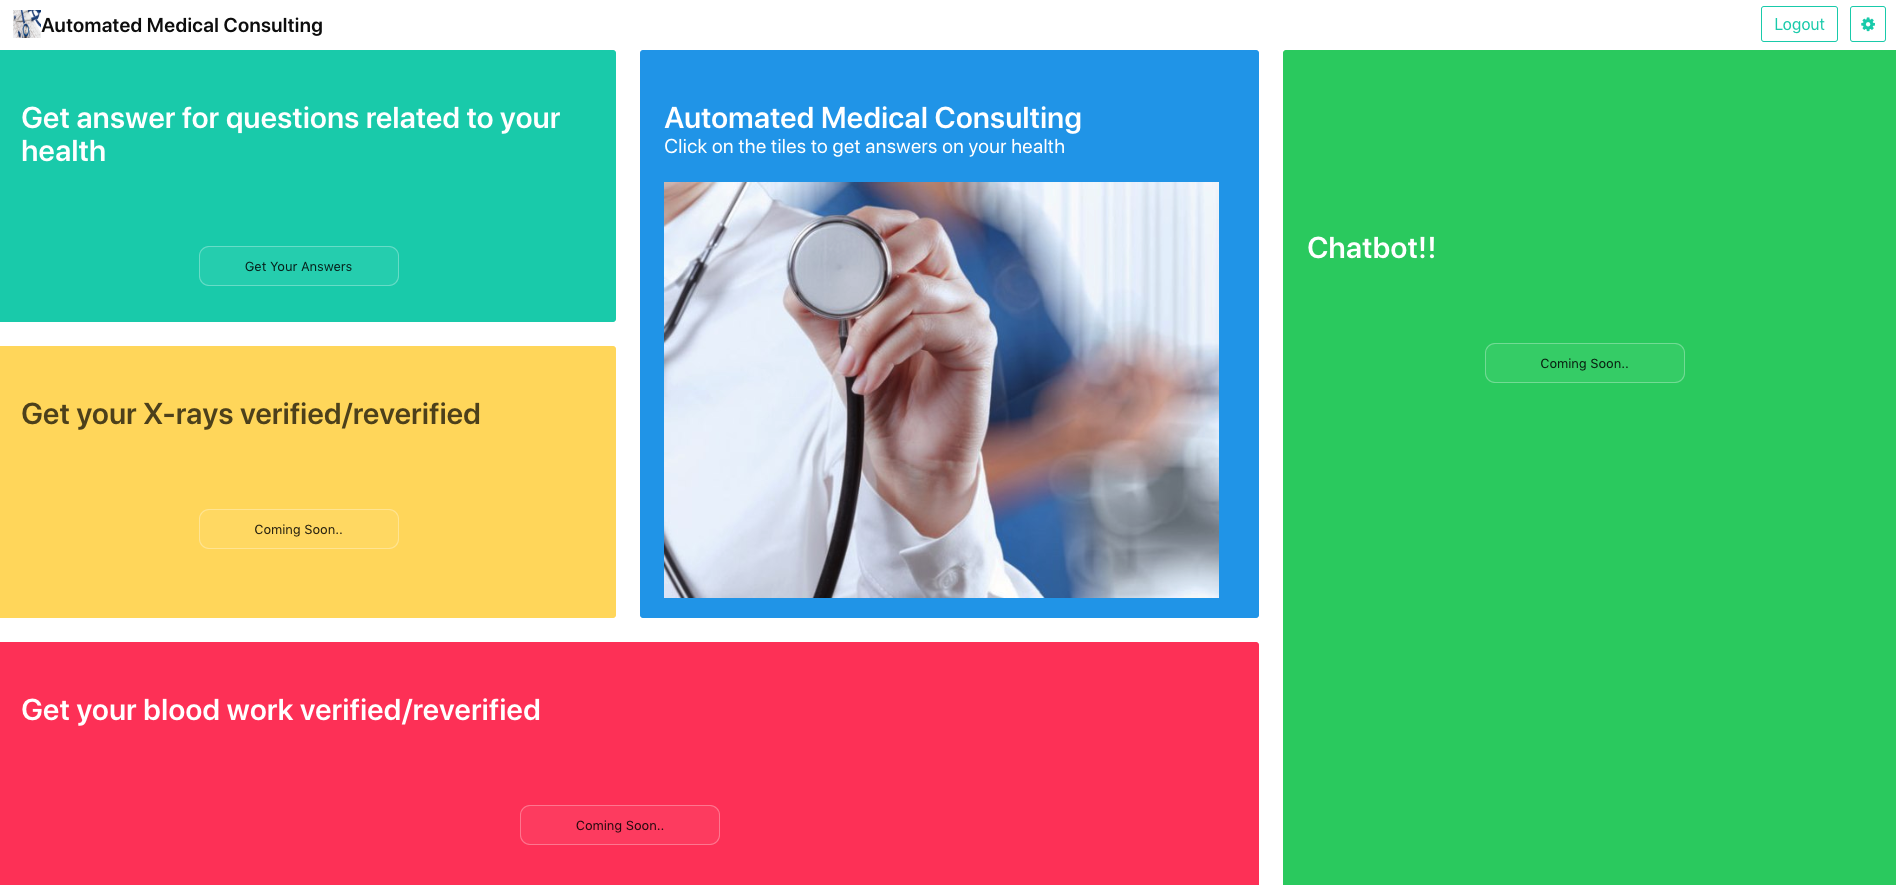 Automated Medical Consulting
Logout
Get answer for questions related to your
health
Get Your Answers
Automated Medical Consulting
Click on the tiles to get answers on your health
Chatbot!!
Coming Soon..
Get your X-rays verified/reverified
Coming Soon..
Get your blood work verified/reverified
Coming Soon..